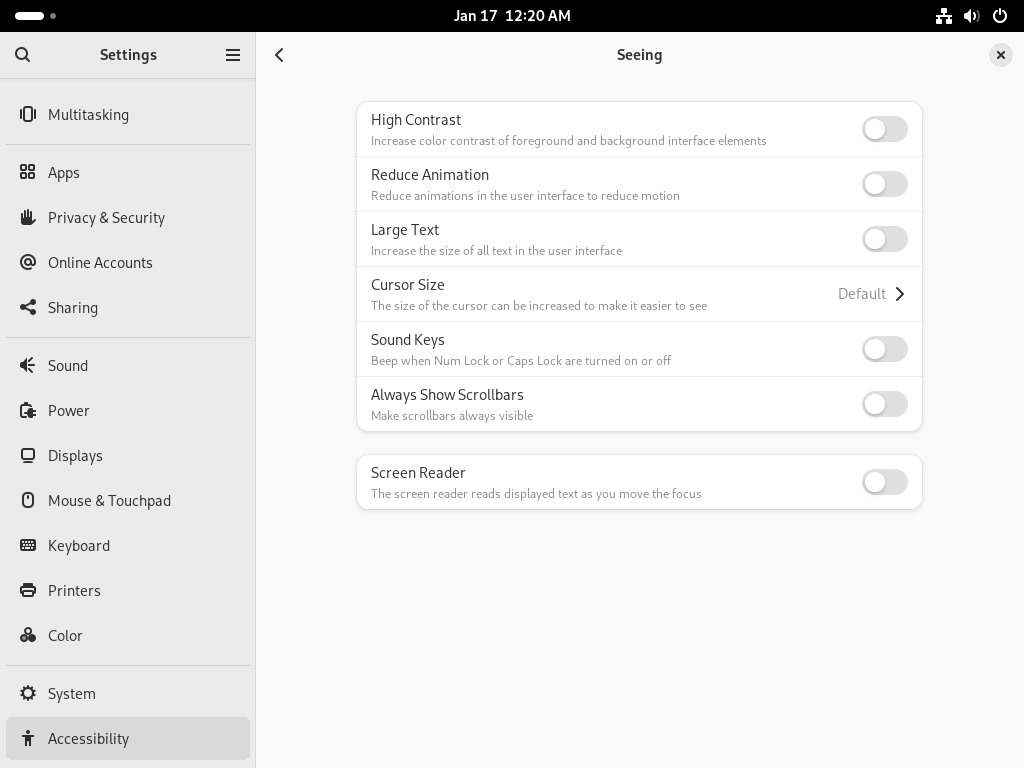 Jan 17 12:20 AM
Settings
Multitasking
Apps
Privacy & Security
Online Accounts
Sharing
Sound
Power
Displays
Mouse & Touchpad
Keyboard
Printers
Color
System
Accessibility
Seeing
High Contrast
Increase color contrast of foreground and background interface elements
Reduce Animation
Reduce animations in the user interface to reduce motion
Large Text
Increase the size of all text in the user interface
Cursor Size
The size of the cursor can be increased to make it easier to see
Default
Sound Keys
Beep when Num Lock or Caps Lock are turned on or off
Always Show Scrollbars
Make scrollbars always visible
Screen Reader
The screen reader reads displayed text as you move the focus